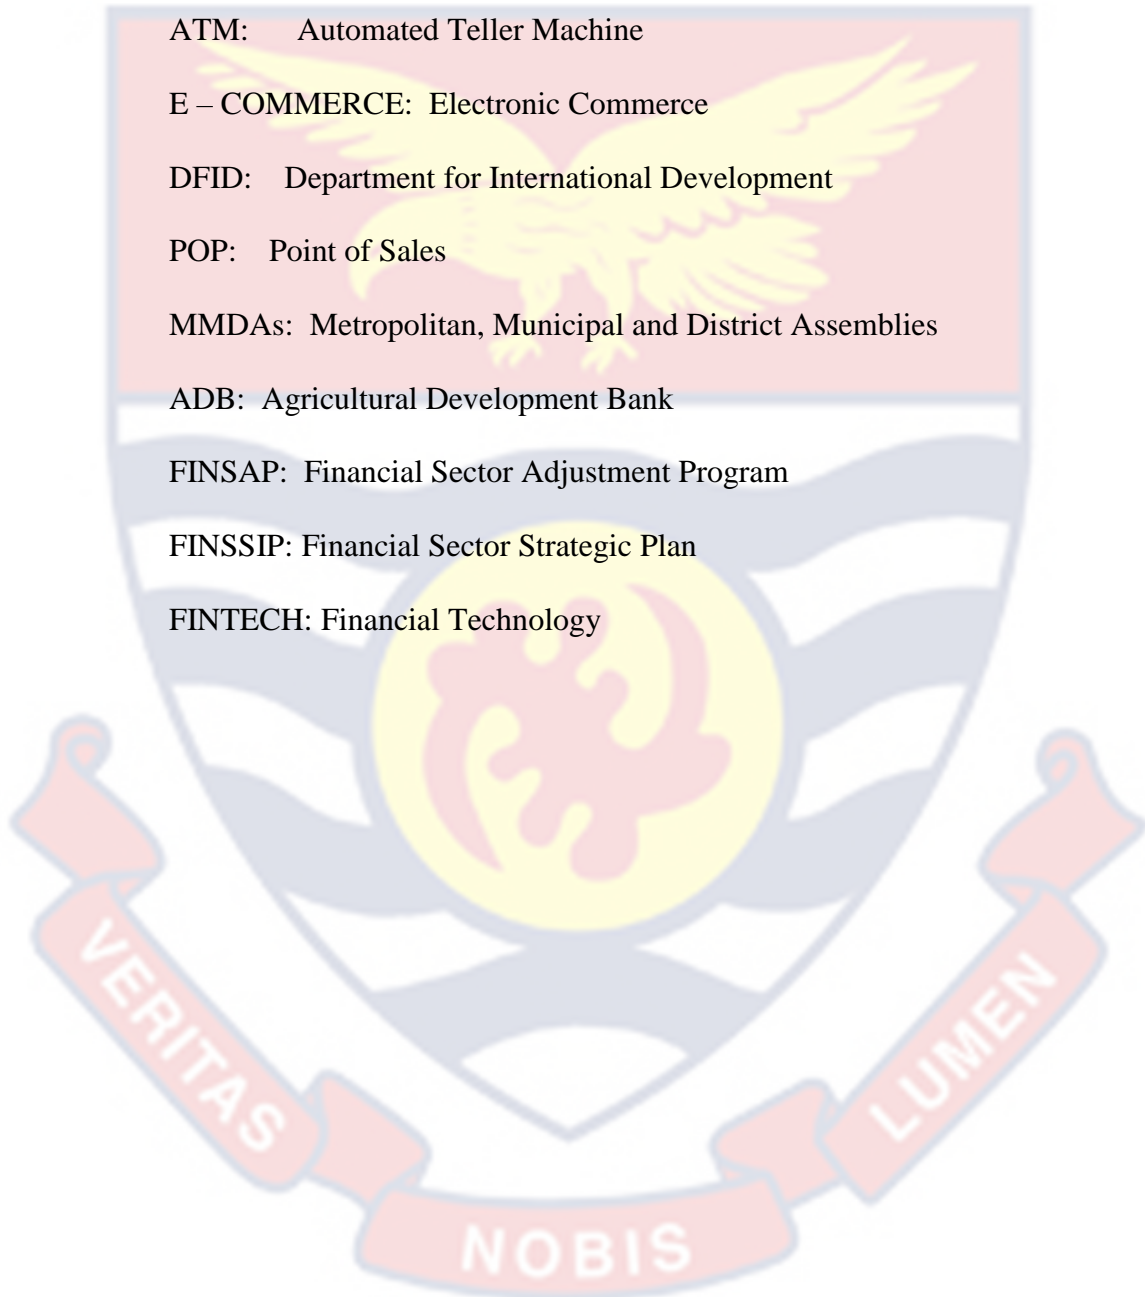 ATM: Automated Teller Machine
E – COMMERCE: Electronic Commerce
DFID: Department for International Development
POP: Point of Sales
MMDAs: Metropolitan, Municipal and District Assemblies
ADB: Agricultural Development Bank
FINSAP: Financial Sector Adjustment Program
FINSSIP: Financial Sector Strategic Plan
FINTECH: Financial Technology
VERITAS
NOBIS
LUMEN